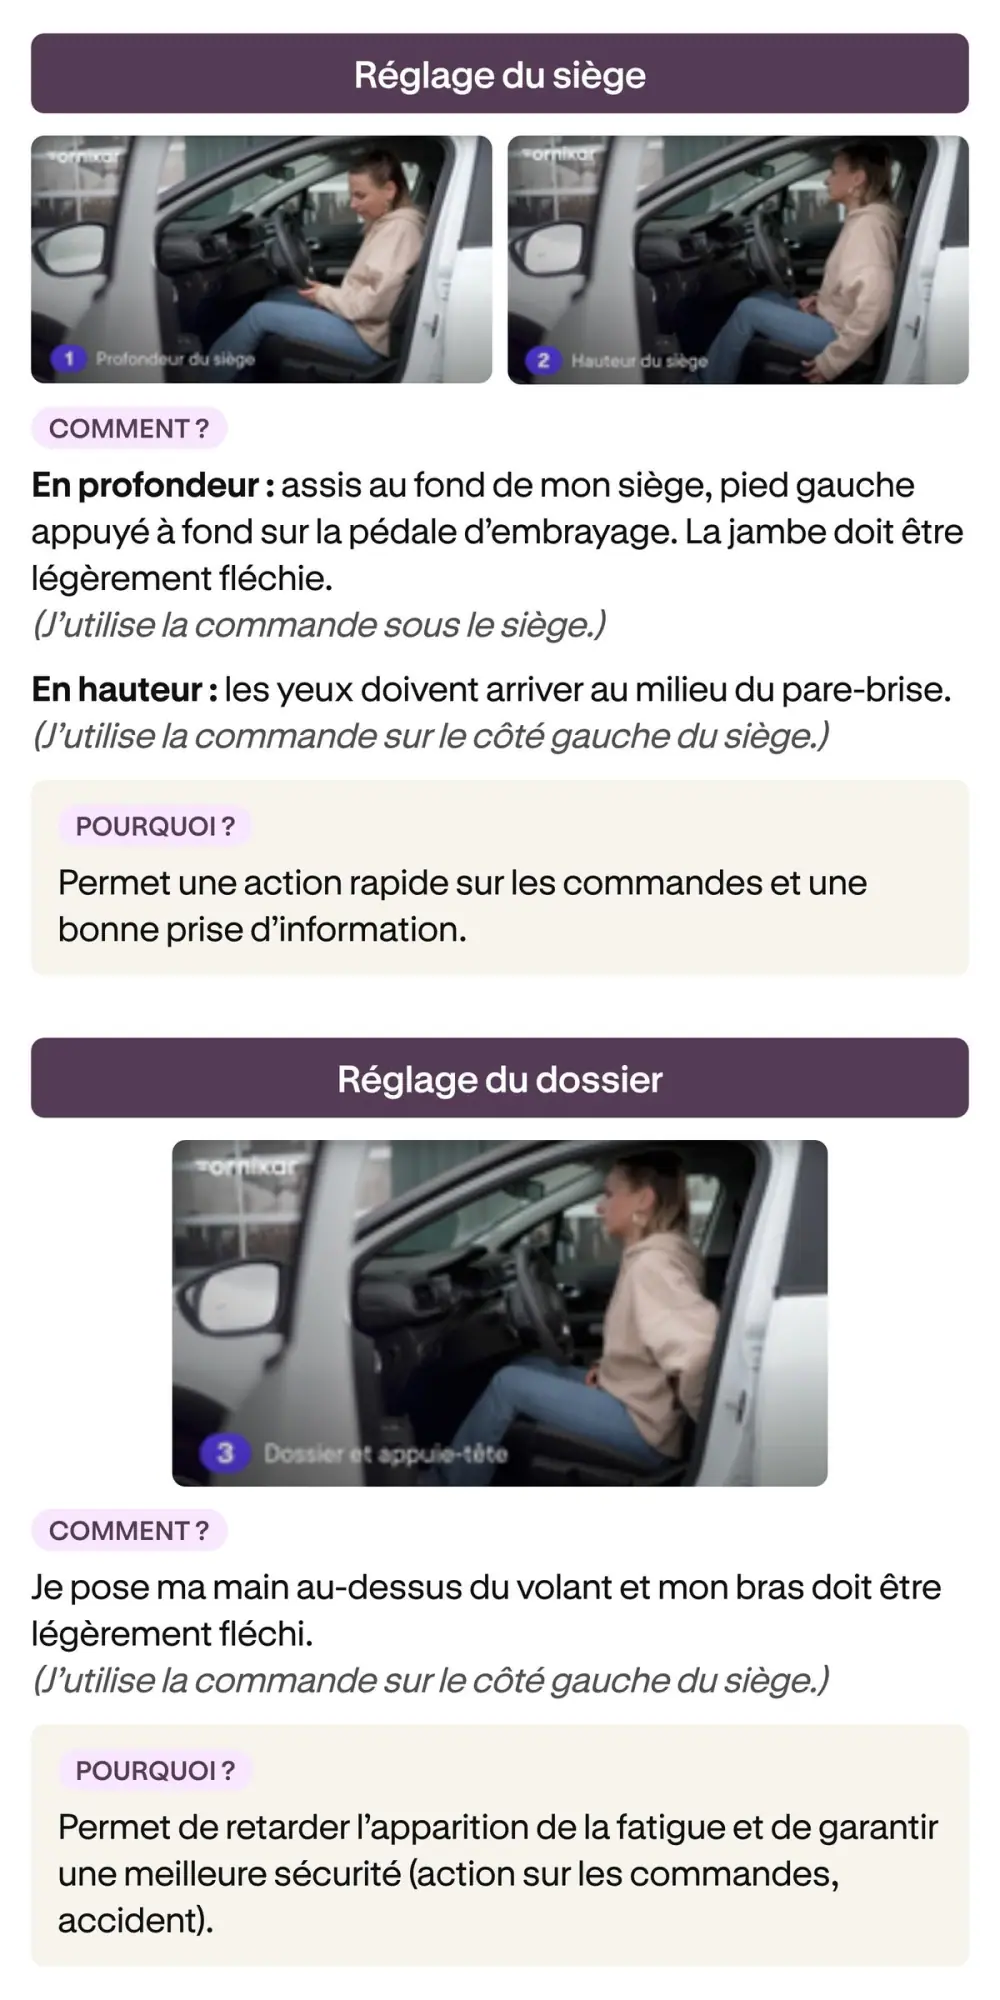 Réglage du siège
ornikar
ornikar
1 Profondeur du siège
2 Hauteur du siège
COMMENT ?
En profondeur : assis au fond de mon siège, pied gauche
appuyé à fond sur la pédale d’embrayage. La jambe doit être
légèrement fléchie.
(J’utilise la commande sous le siège.)
En hauteur : les yeux doivent arriver au milieu du pare-brise.
(J’utilise la commande sur le côté gauche du siège.)
POURQUOI ?
Permet une action rapide sur les commandes et une
bonne prise d’information.
Réglage du dossier
ornikar
3 Dossier et appuie-tête
COMMENT ?
Je pose ma main au-dessus du volant et mon bras doit être
légèrement fléchi.
(J’utilise la commande sur le côté gauche du siège.)
POURQUOI ?
Permet de retarder l’apparition de la fatigue et de garantir
une meilleure sécurité (action sur les commandes,
accident).